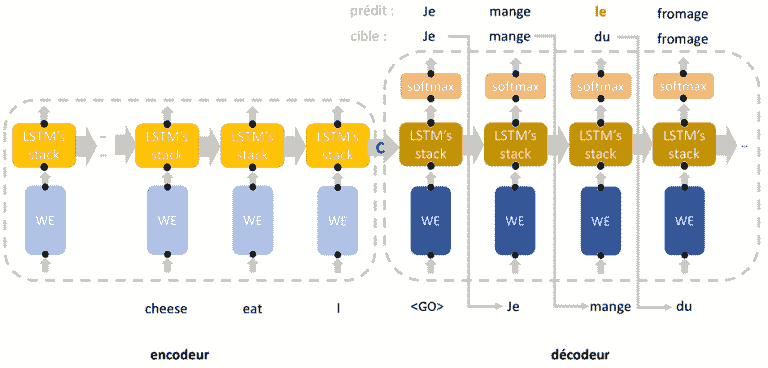 prédit : Je mange le fromage
cible : Je mange du fromage
softmax softmax softmax softmax
LSTM's stack LSTM's stack LSTM's stack LSTM's stack C LSTM's stack LSTM's stack LSTM's stack LSTM's stack
WE WE WE WE WE WE WE WE
cheese eat I <GO> Je mange du
encodeur décodeur